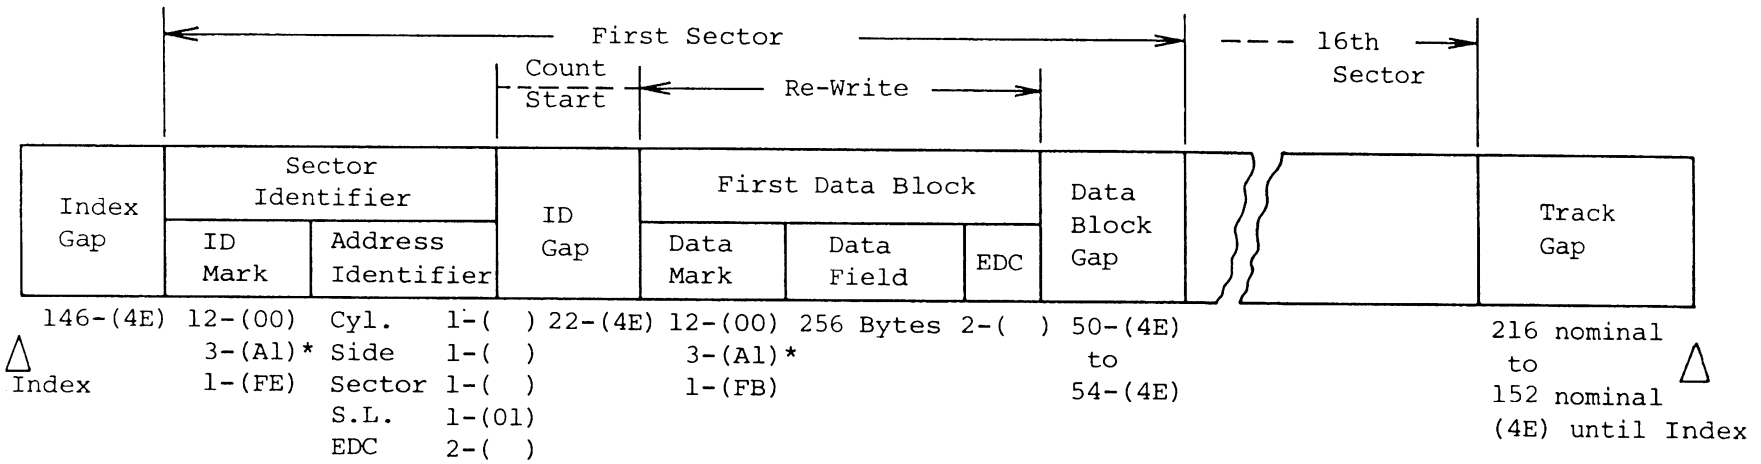 First Sector
16th
Sector
Count
Start
Re-Write
Index
Gap
Sector
Identifier
ID
Mark
Address
Identifier
ID
Gap
First Data Block
Data
Mark
Data
Field
EDC
Data
Block
Gap
Track
Gap
146-(4E)
Index
12-(00)
3-(A1)*
1-(FE)
Cyl. 1-( )
Side 1-( )
Sector 1-( )
S.L. 1-(01)
EDC 2-( )
22-(4E)
12-(00)
3-(A1)*
1-(FB)
256 Bytes
2-( )
50-(4E)
to
54-(4E)
216 nominal
to
152 nominal
(4E) until Index